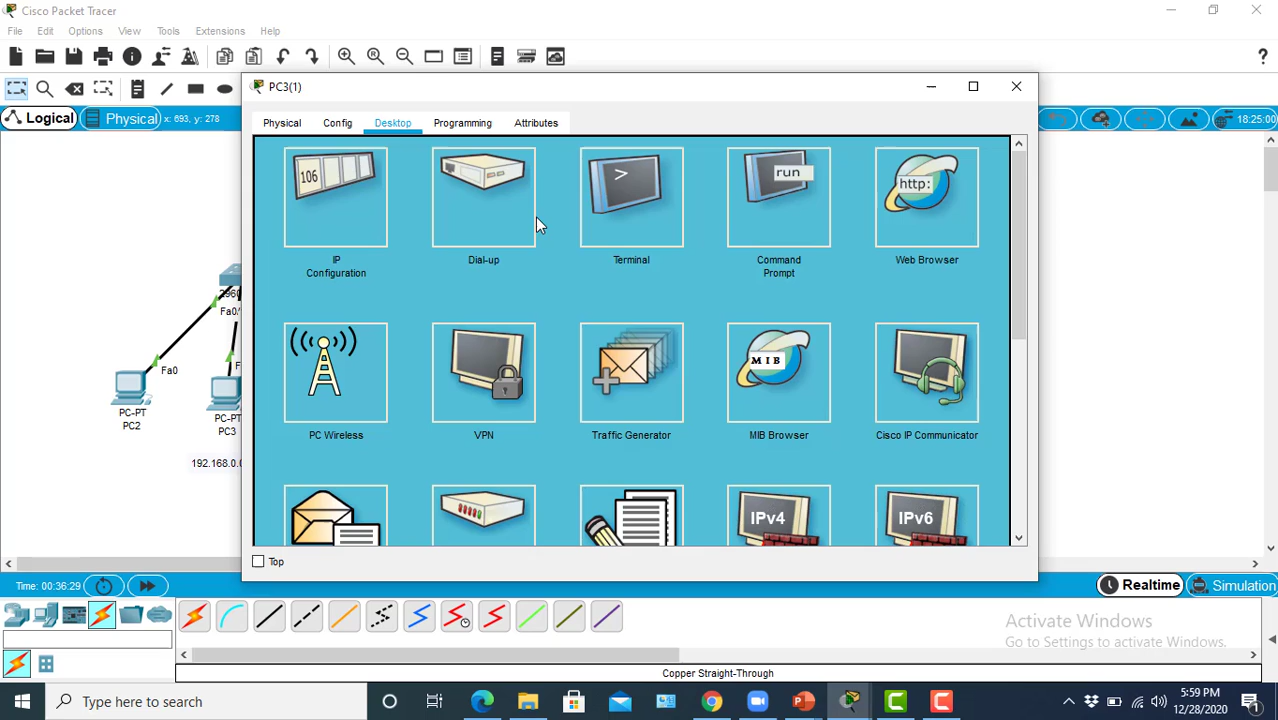 Cisco Packet Tracer
File Edit Options View Tools Extensions Help
?
Logical Physical x: 693, y: 278 18:25:00
PC3(1)
Physical Config Desktop Programming Attributes
106
>
run
http:
IP
Configuration
Dial-up
Terminal
Command
Prompt
Web Browser
MIB
PC Wireless
VPN
Traffic Generator
MIB Browser
Cisco IP Communicator
IPv4
IPv6
Top
2960
Fa0/
Fa0
F
PC-PT
PC2
PC-PT
PC3
192.168.0.0
Time: 00:36:29
Realtime Simulation
Activate Windows
Go to Settings to activate Windows.
Copper Straight-Through
Type here to search
5:59 PM
12/28/2020
1